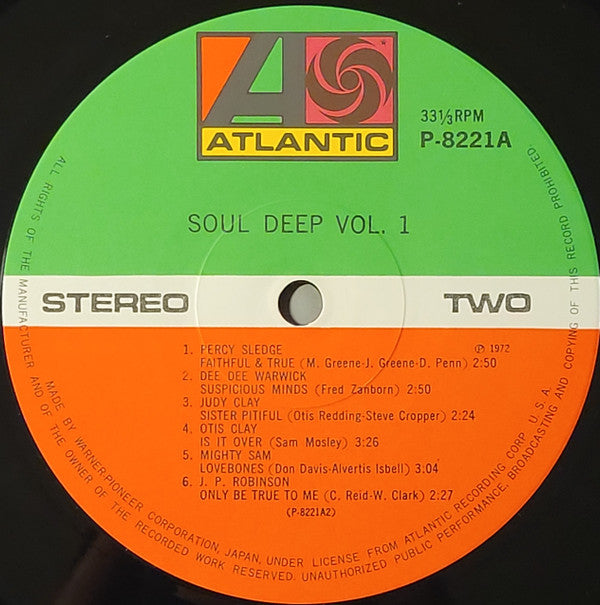 ATLANTIC
33⅓RPM
P-8221A
SOUL DEEP VOL. 1
STEREO
TWO
1. PERCY SLEDGE
℗ 1972
FAITHFUL & TRUE (M. Greene-J. Greene-D. Penn) 2:50
2. DEE DEE WARWICK
SUSPICIOUS MINDS (Fred Zanborn) 2:50
3. JUDY CLAY
SISTER PITIFUL (Otis Redding-Steve Cropper) 2:24
4. OTIS CLAY
IS IT OVER (Sam Mosley) 3:26
5. MIGHTY SAM
LOVEBONES (Don Davis-Alvertis Isbell) 3:04
6. J. P. ROBINSON
ONLY BE TRUE TO ME (C. Reid-W. Clark) 2:27
(P-8221A2)
ALL RIGHTS OF THE MANUFACTURER AND OF THE OWNER OF THE RECORDED WORK RESERVED. UNAUTHORIZED PUBLIC PERFORMANCE, BROADCASTING AND COPYING OF THIS RECORD PROHIBITED.
MADE BY WARNER-PIONEER CORPORATION, JAPAN, UNDER LICENSE FROM ATLANTIC RECORDING CORP. U. S. A.